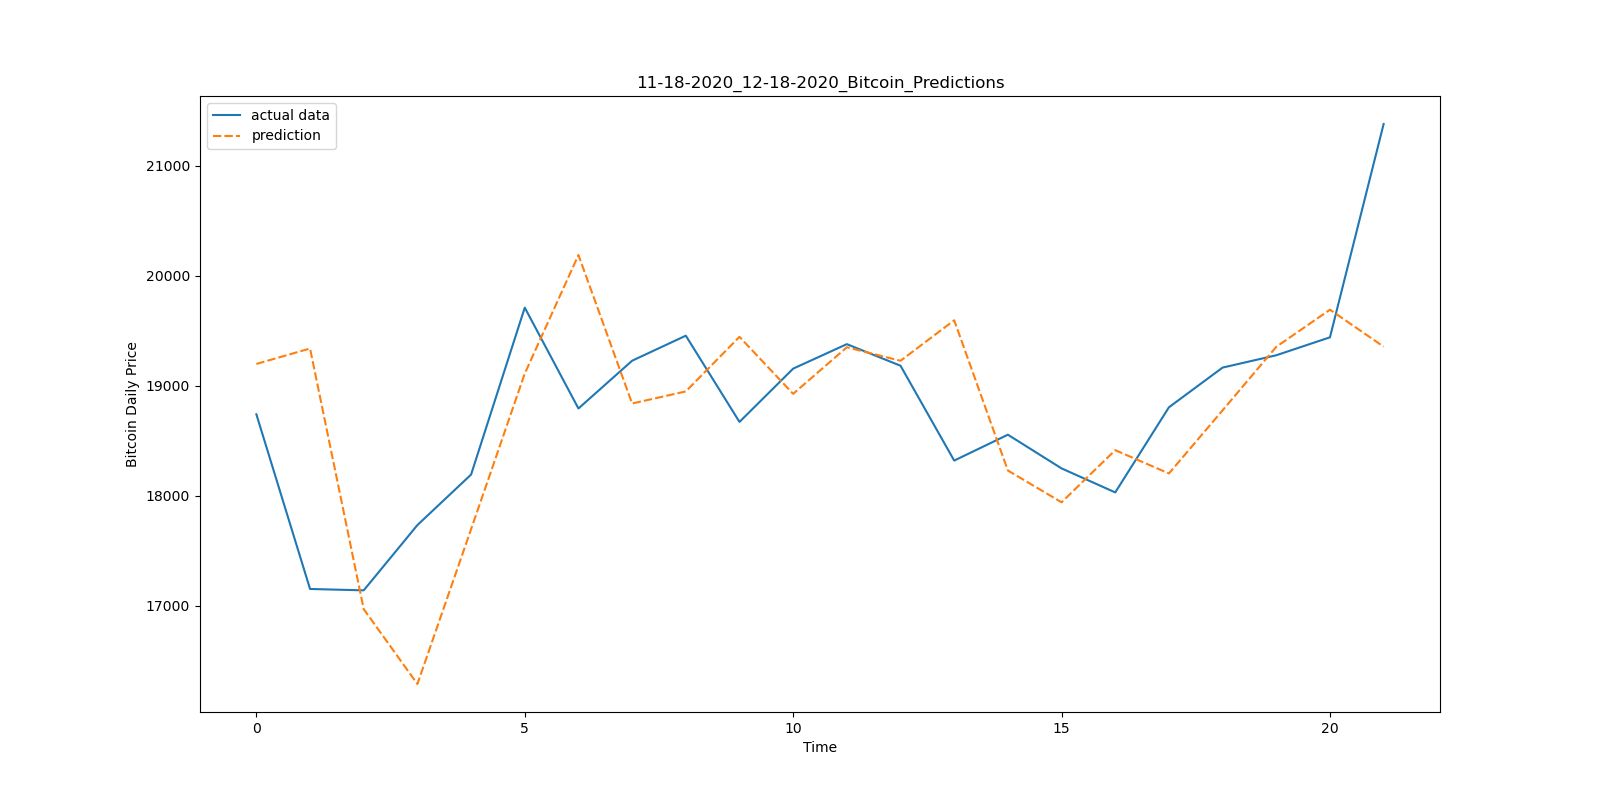 11-18-2020_12-18-2020_Bitcoin_Predictions
actual data
prediction
Bitcoin Daily Price
21000
20000
19000
18000
17000
0 5 10 15 20
Time